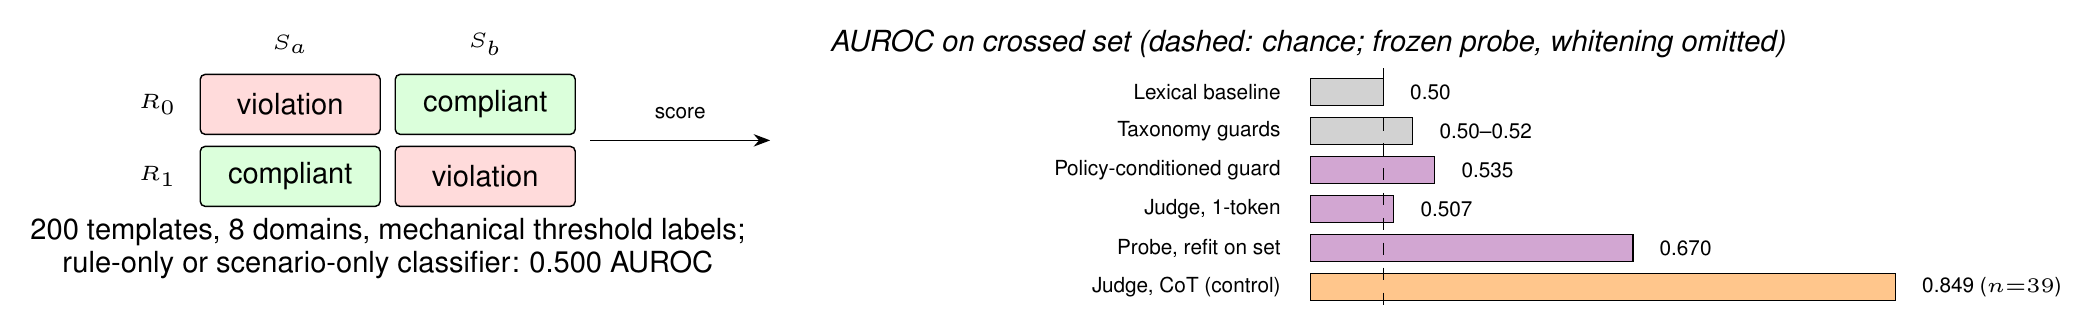 S_a S_b
R_0 violation compliant
R_1 compliant violation
200 templates, 8 domains, mechanical threshold labels;
rule-only or scenario-only classifier: 0.500 AUROC
score
AUROC on crossed set (dashed: chance; frozen probe, whitening omitted)
Lexical baseline 0.50
Taxonomy guards 0.50–0.52
Policy-conditioned guard 0.535
Judge, 1-token 0.507
Probe, refit on set 0.670
Judge, CoT (control) 0.849 (n=39)